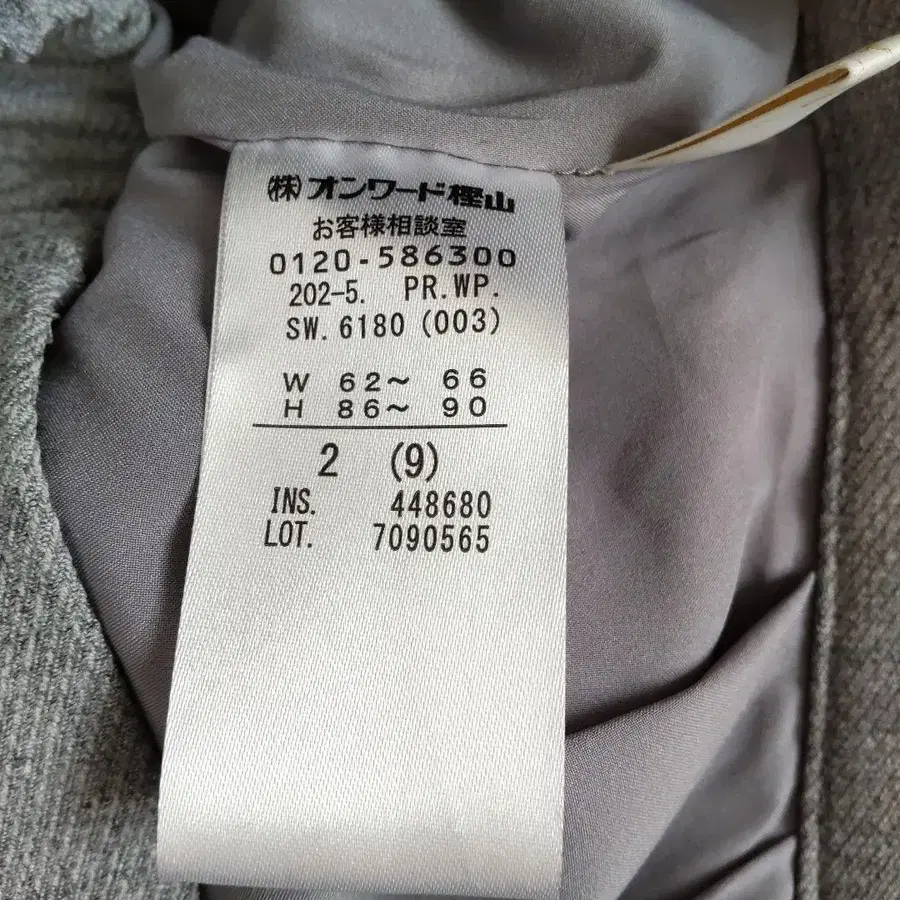 ㈱オンワード樫山
お客様相談室
0120-586300
202-5. PR.WP.
SW.6180 (003)
W 62〜 66
H 86〜 90
2 (9)
INS. 448680
LOT. 7090565